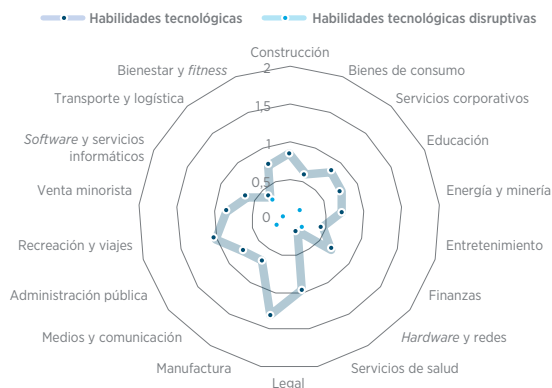 Habilidades tecnológicas
Habilidades tecnológicas disruptivas
Construcción
Bienes de consumo
Servicios corporativos
Educación
Energía y minería
Entretenimiento
Finanzas
Hardware y redes
Servicios de salud
Legal
Manufactura
Medios y comunicación
Administración pública
Recreación y viajes
Venta minorista
Software y servicios
informáticos
Transporte y logística
Bienestar y fitness
2
1,5
1
0,5
0